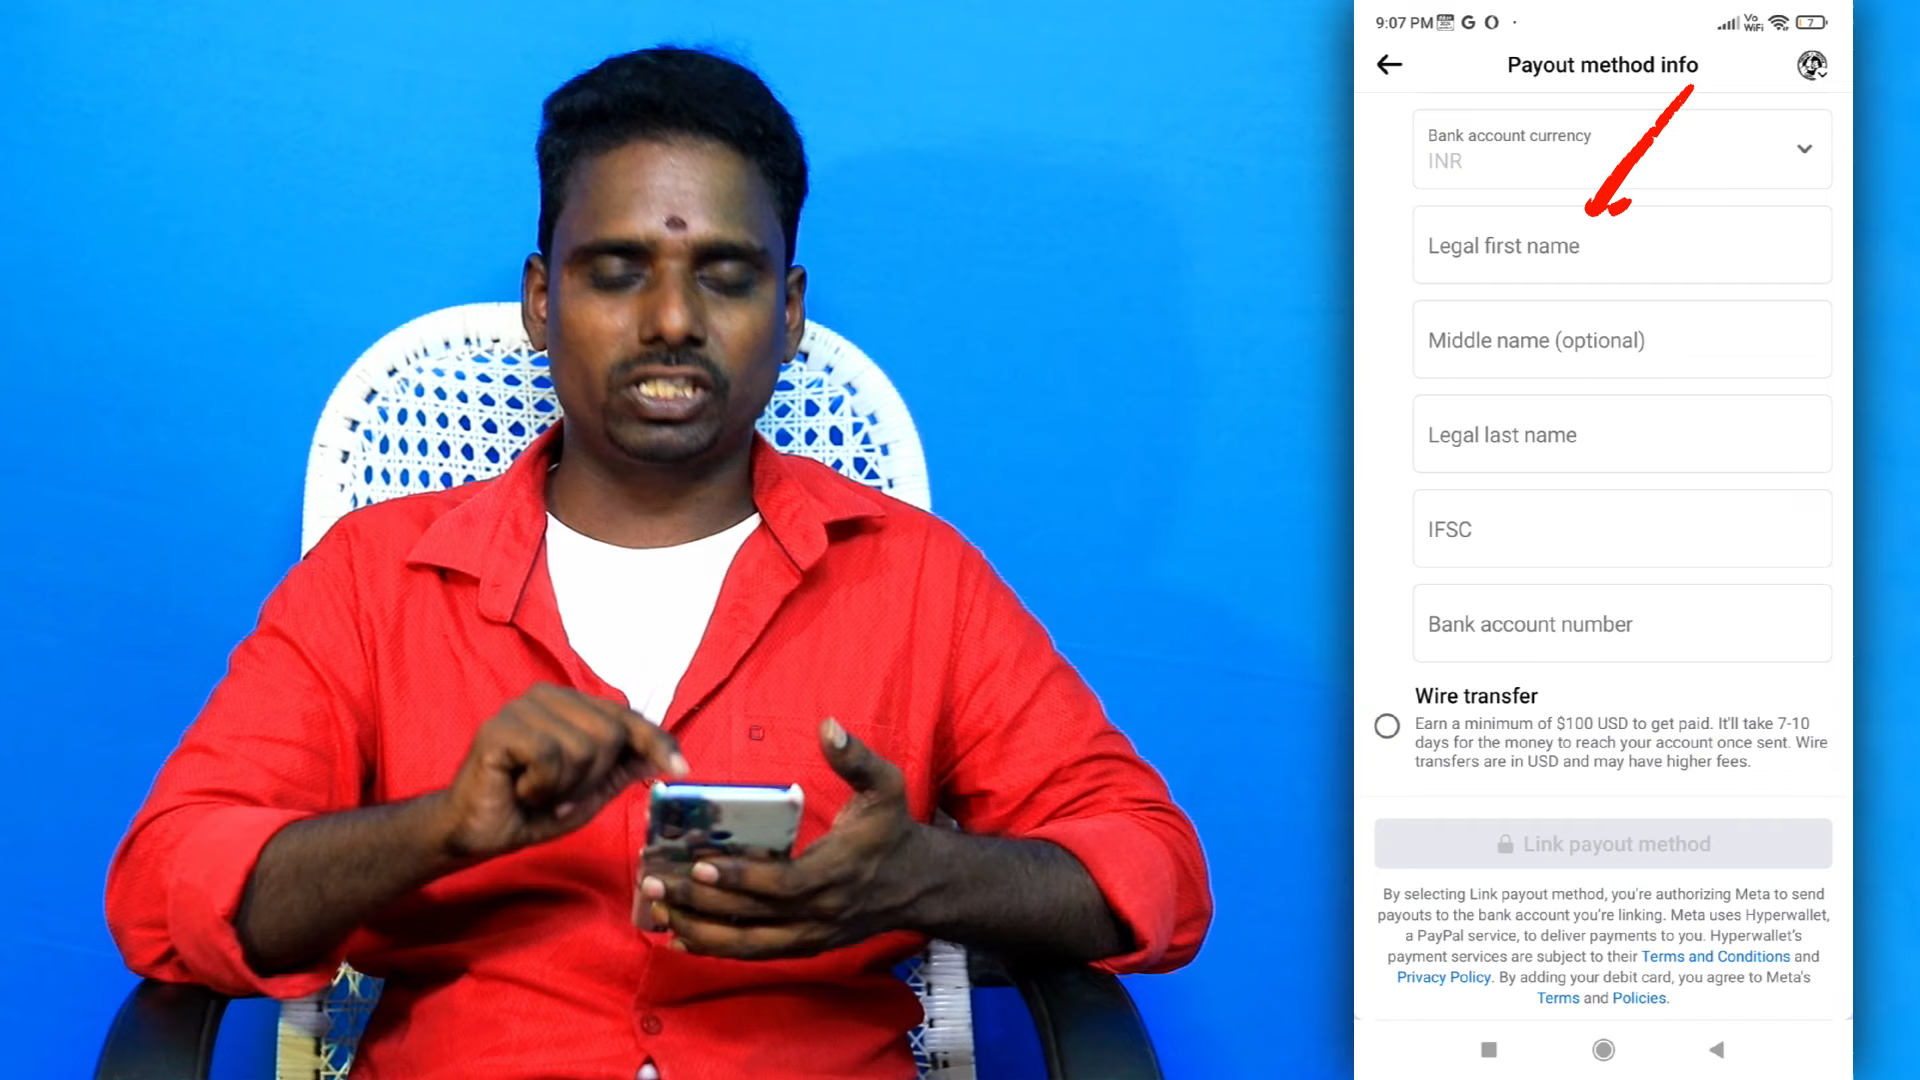 9:07 PM
Vo
WiFi
7
Payout method info
Bank account currency
INR
Legal first name
Middle name (optional)
Legal last name
IFSC
Bank account number
Wire transfer
Earn a minimum of $100 USD to get paid. It'll take 7-10
days for the money to reach your account once sent. Wire
transfers are in USD and may have higher fees.
Link payout method
By selecting Link payout method, you're authorizing Meta to send
payouts to the bank account you're linking. Meta uses Hyperwallet,
a PayPal service, to deliver payments to you. Hyperwallet's
payment services are subject to their Terms and Conditions and
Privacy Policy. By adding your debit card, you agree to Meta's
Terms and Policies.